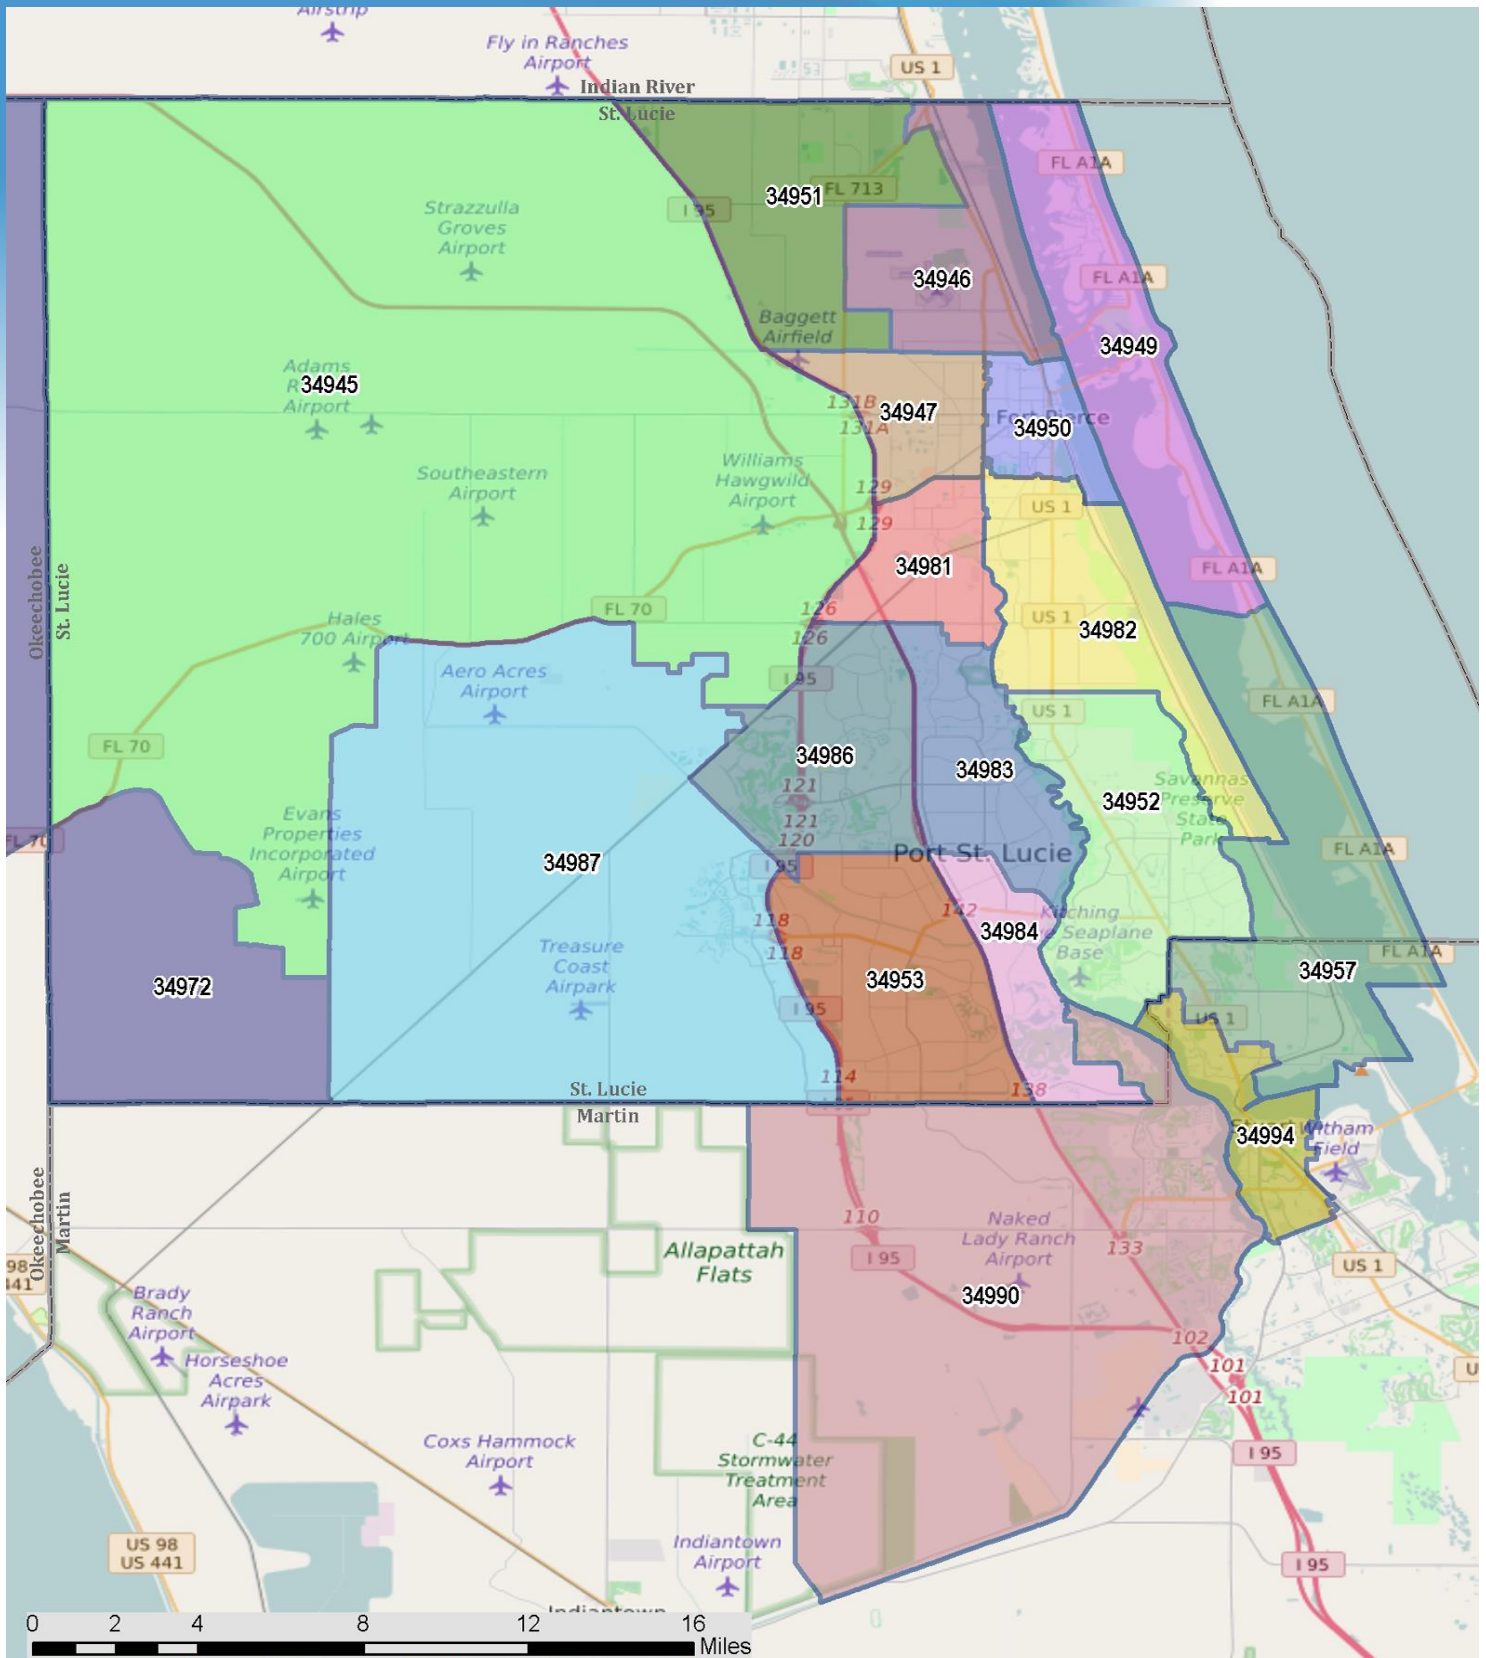 Airstrip
Fly in Ranches
Airport
US 1
Indian River
St. Lucie
FL A1A
34951
FL 713
I 95
Strazzulla
Groves
Airport
34946
FL A1A
Baggett
Airfield
34949
Adams
Airport
34945
131B
131A
34947
Fort Pierce
34950
Southeastern
Airport
Williams
Hawgwild
Airport
129
129
US 1
Okeechobee
St. Lucie
34981
FL A1A
FL 70
126
126
US 1
34982
Hales
700 Airport
Aero Acres
Airport
I 95
FL A1A
US 1
FL 70
34986
34983
121
121
120
34952
Savannas
Preserve
State
Park
FL A1A
Evans
Properties
Incorporated
Airport
34987
I 95
Port St. Lucie
118
118
142
34984
Kitching
Seaplane
Base
FL A1A
34957
Treasure
Coast
Airpark
34972
34953
I 95
US 1
114
138
St. Lucie
Martin
34994
Witham
Field
Okeechobee
Martin
110
I 95
Naked
Lady Ranch
Airport
133
US 1
Allapattah
Flats
34990
Brady
Ranch
Airport
102
101
101
Horseshoe
Acres
Airpark
Coxs Hammock
Airport
C-44
Stormwater
Treatment
Area
I 95
US 98
US 441
Indiantown
Airport
I 95
Indiantown
0 2 4 8 12 16
Miles